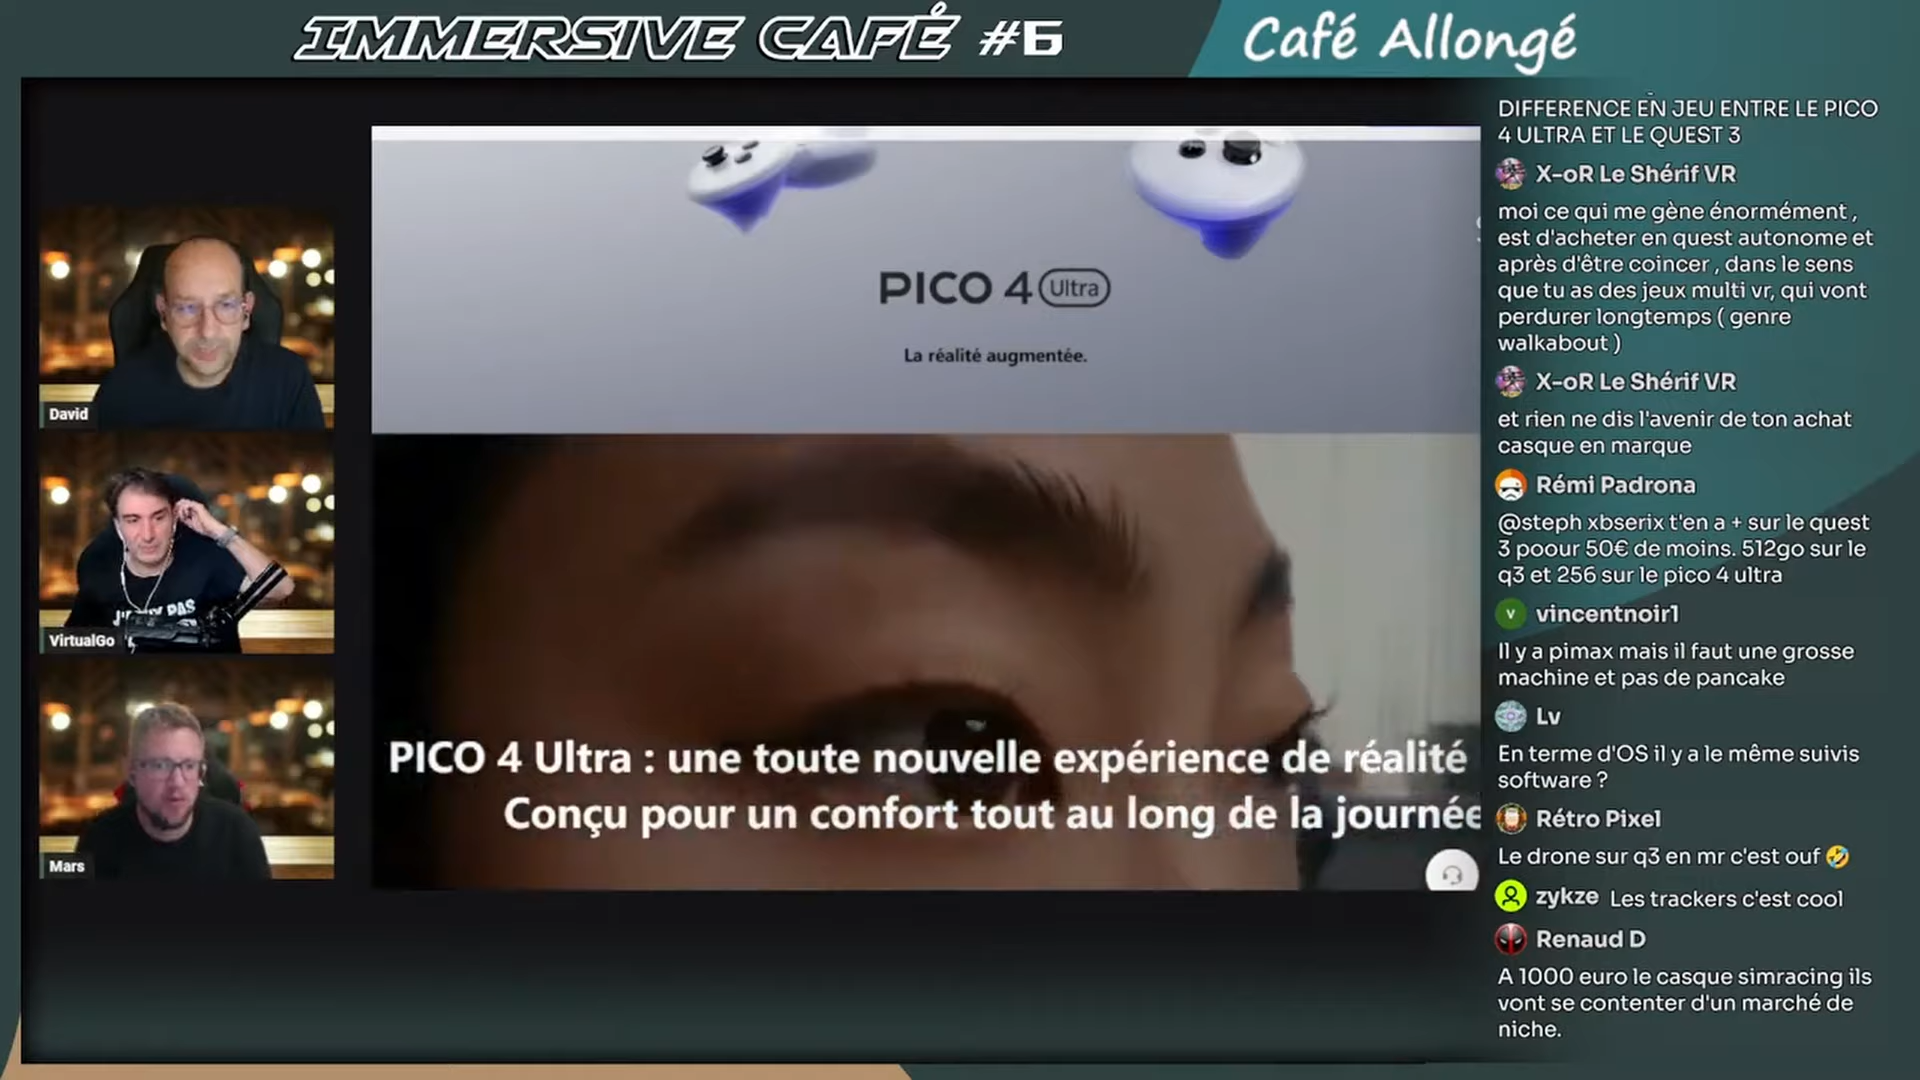 IMMERSIVE CAFÉ #6
Café Allongé
PICO 4 Ultra
La réalité augmentée.
PICO 4 Ultra : une toute nouvelle expérience de réalité
Conçu pour un confort tout au long de la journée
David
J'
PAS
VirtualGo
Mars
DIFFERENCE EN JEU ENTRE LE PICO
4 ULTRA ET LE QUEST 3
X-oR Le Shérif VR
moi ce qui me gène énormément ,
est d'acheter en quest autonome et
après d'être coincer , dans le sens
que tu as des jeux multi vr, qui vont
perdurer longtemps ( genre
walkabout )
X-oR Le Shérif VR
et rien ne dis l'avenir de ton achat
casque en marque
Rémi Padrona
@steph xbserix t'en a + sur le quest
3 poour 50€ de moins. 512go sur le
q3 et 256 sur le pico 4 ultra
v vincentnoir1
Il y a pimax mais il faut une grosse
machine et pas de pancake
Lv
En terme d'OS il y a le même suivis
software ?
Rétro Pixel
Le drone sur q3 en mr c'est ouf 🤣
zykze Les trackers c'est cool
Renaud D
A 1000 euro le casque simracing ils
vont se contenter d'un marché de
niche.